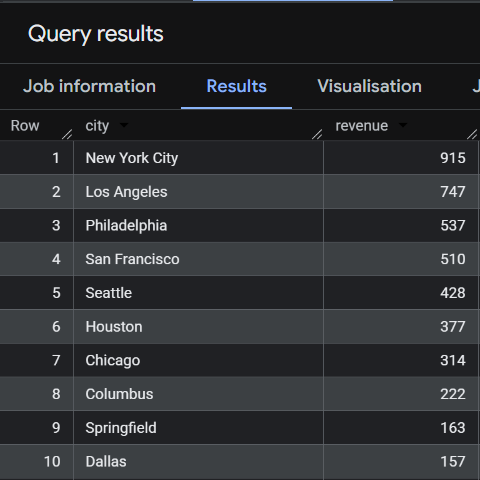 Query results
Job information Results Visualisation J
Row city revenue
1 New York City 915
2 Los Angeles 747
3 Philadelphia 537
4 San Francisco 510
5 Seattle 428
6 Houston 377
7 Chicago 314
8 Columbus 222
9 Springfield 163
10 Dallas 157